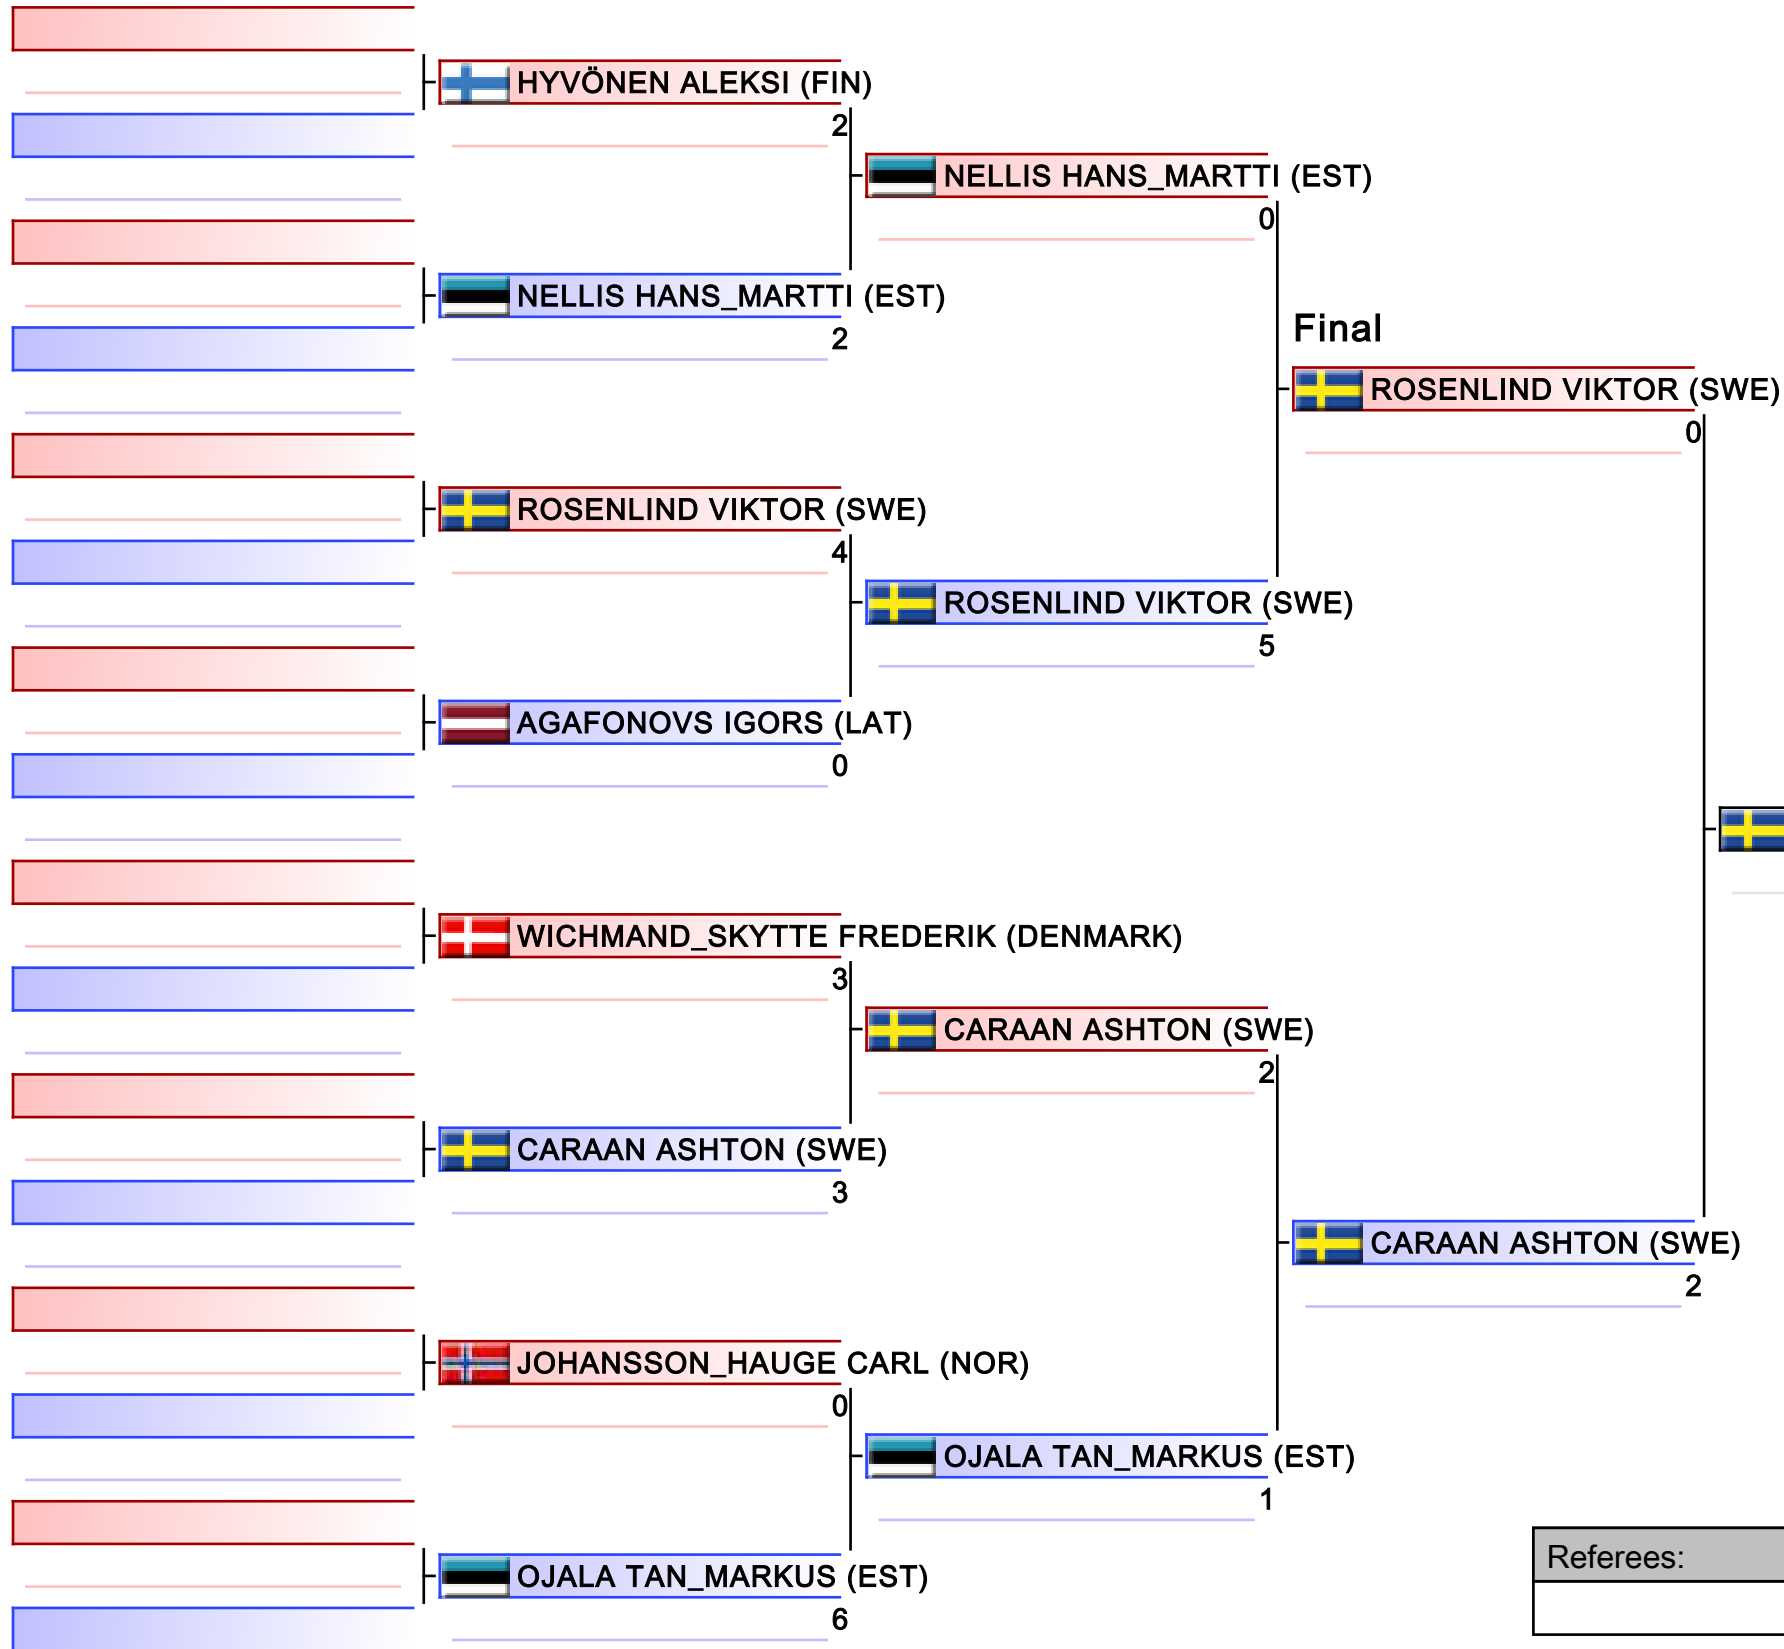 HYVÖNEN ALEKSI (FIN)
2
NELLIS HANS_MARTTI (EST)
0
NELLIS HANS_MARTTI (EST)
2
Final
ROSENLIND VIKTOR (SWE)
0
ROSENLIND VIKTOR (SWE)
4
ROSENLIND VIKTOR (SWE)
5
AGAFONOVS IGORS (LAT)
0
WICHMAND_SKYTTE FREDERIK (DENMARK)
3
CARAAN ASHTON (SWE)
2
CARAAN ASHTON (SWE)
3
CARAAN ASHTON (SWE)
2
JOHANSSON_HAUGE CARL (NOR)
0
OJALA TAN_MARKUS (EST)
1
OJALA TAN_MARKUS (EST)
6
Referees: